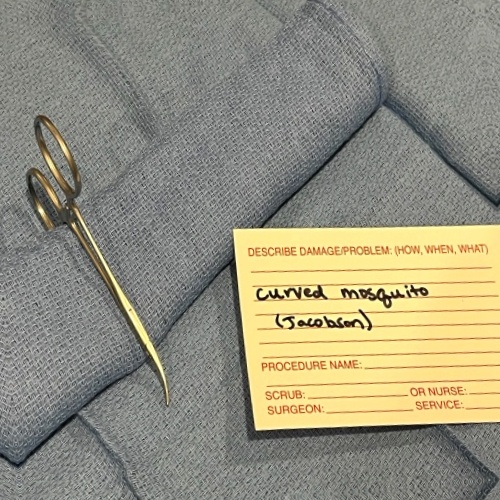 DESCRIBE DAMAGE/PROBLEM: (HOW, WHEN, WHAT)
curved mosquito
(Jacobson)
PROCEDURE NAME:
SCRUB: OR NURSE:
SURGEON: SERVICE: